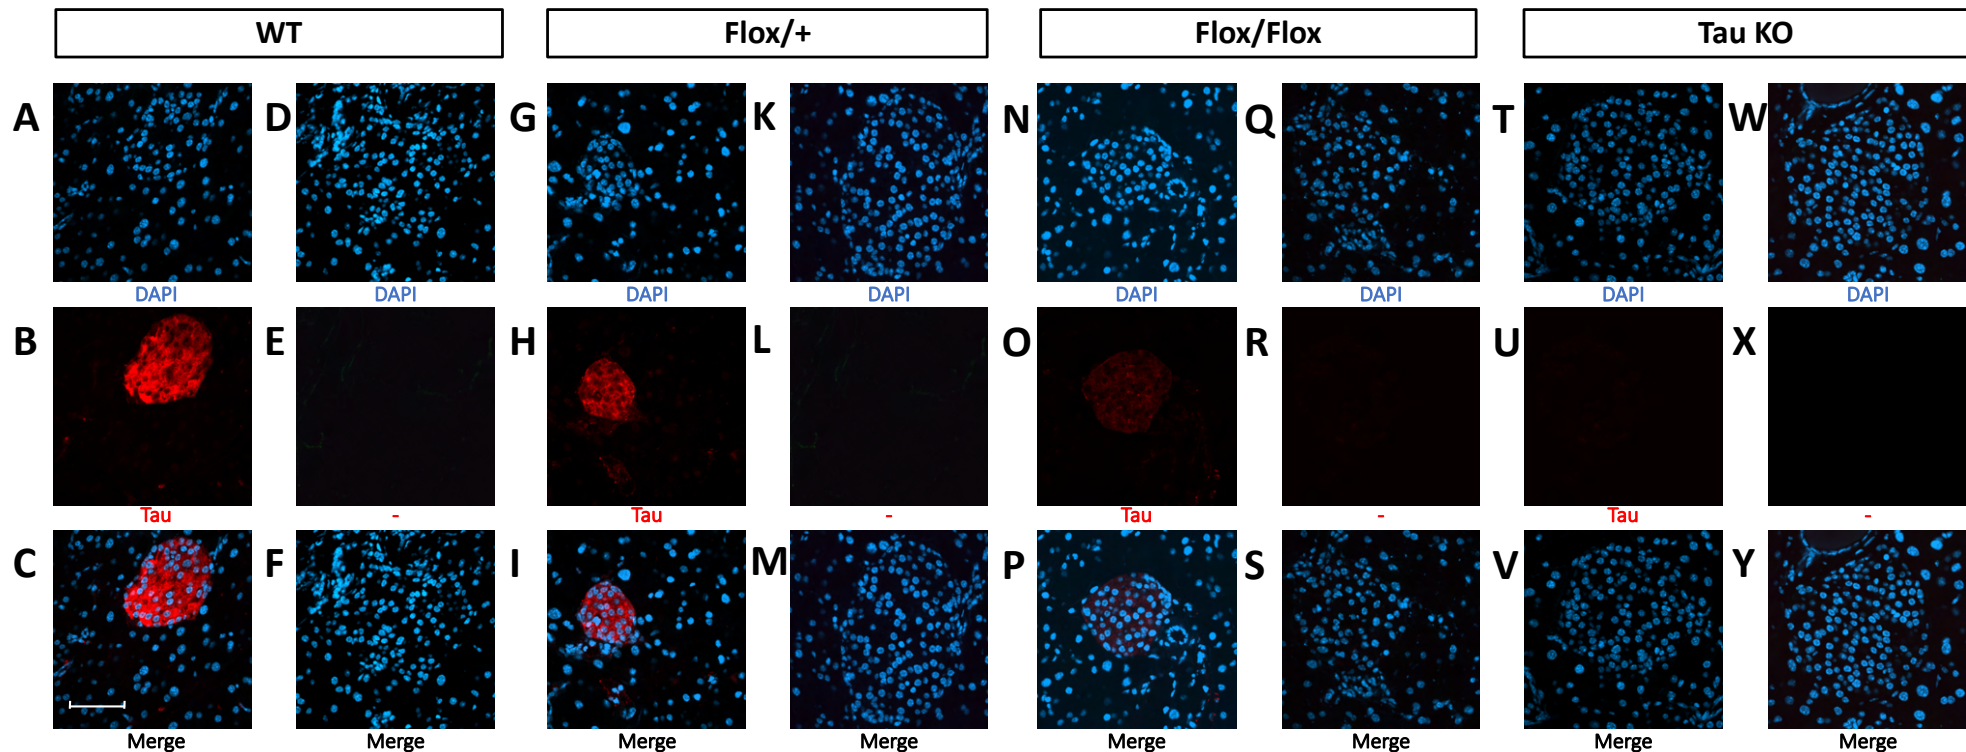 WT Flox/+ Flox/Flox Tau KO
A D G K N Q T W
DAPI DAPI DAPI DAPI DAPI DAPI DAPI DAPI
B E H L O R U X
Tau - Tau - Tau - Tau -
C F I M P S V Y
Merge Merge Merge Merge Merge Merge Merge Merge